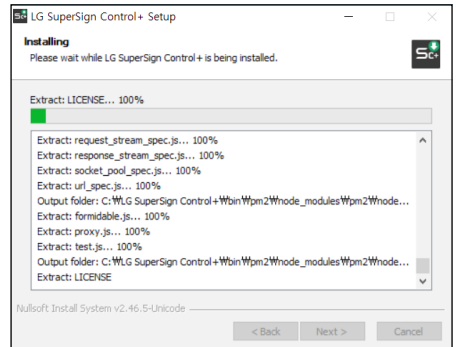 LG SuperSign Control+ Setup
Installing
Please wait while LG SuperSign Control+ is being installed.
Sc+
Extract: LICENSE... 100%
Extract: request_stream_spec.js... 100%
Extract: response_stream_spec.js... 100%
Extract: socket_pool_spec.js... 100%
Extract: url_spec.js... 100%
Output folder: C:₩LG SuperSign Control+₩bin₩pm2₩node_modules₩pm2₩node...
Extract: formidable.js... 100%
Extract: proxy.js... 100%
Extract: test.js... 100%
Output folder: C:₩LG SuperSign Control+₩bin₩pm2₩node_modules₩pm2₩node...
Extract: LICENSE
Nullsoft Install System v2.46.5-Unicode
< Back Next > Cancel